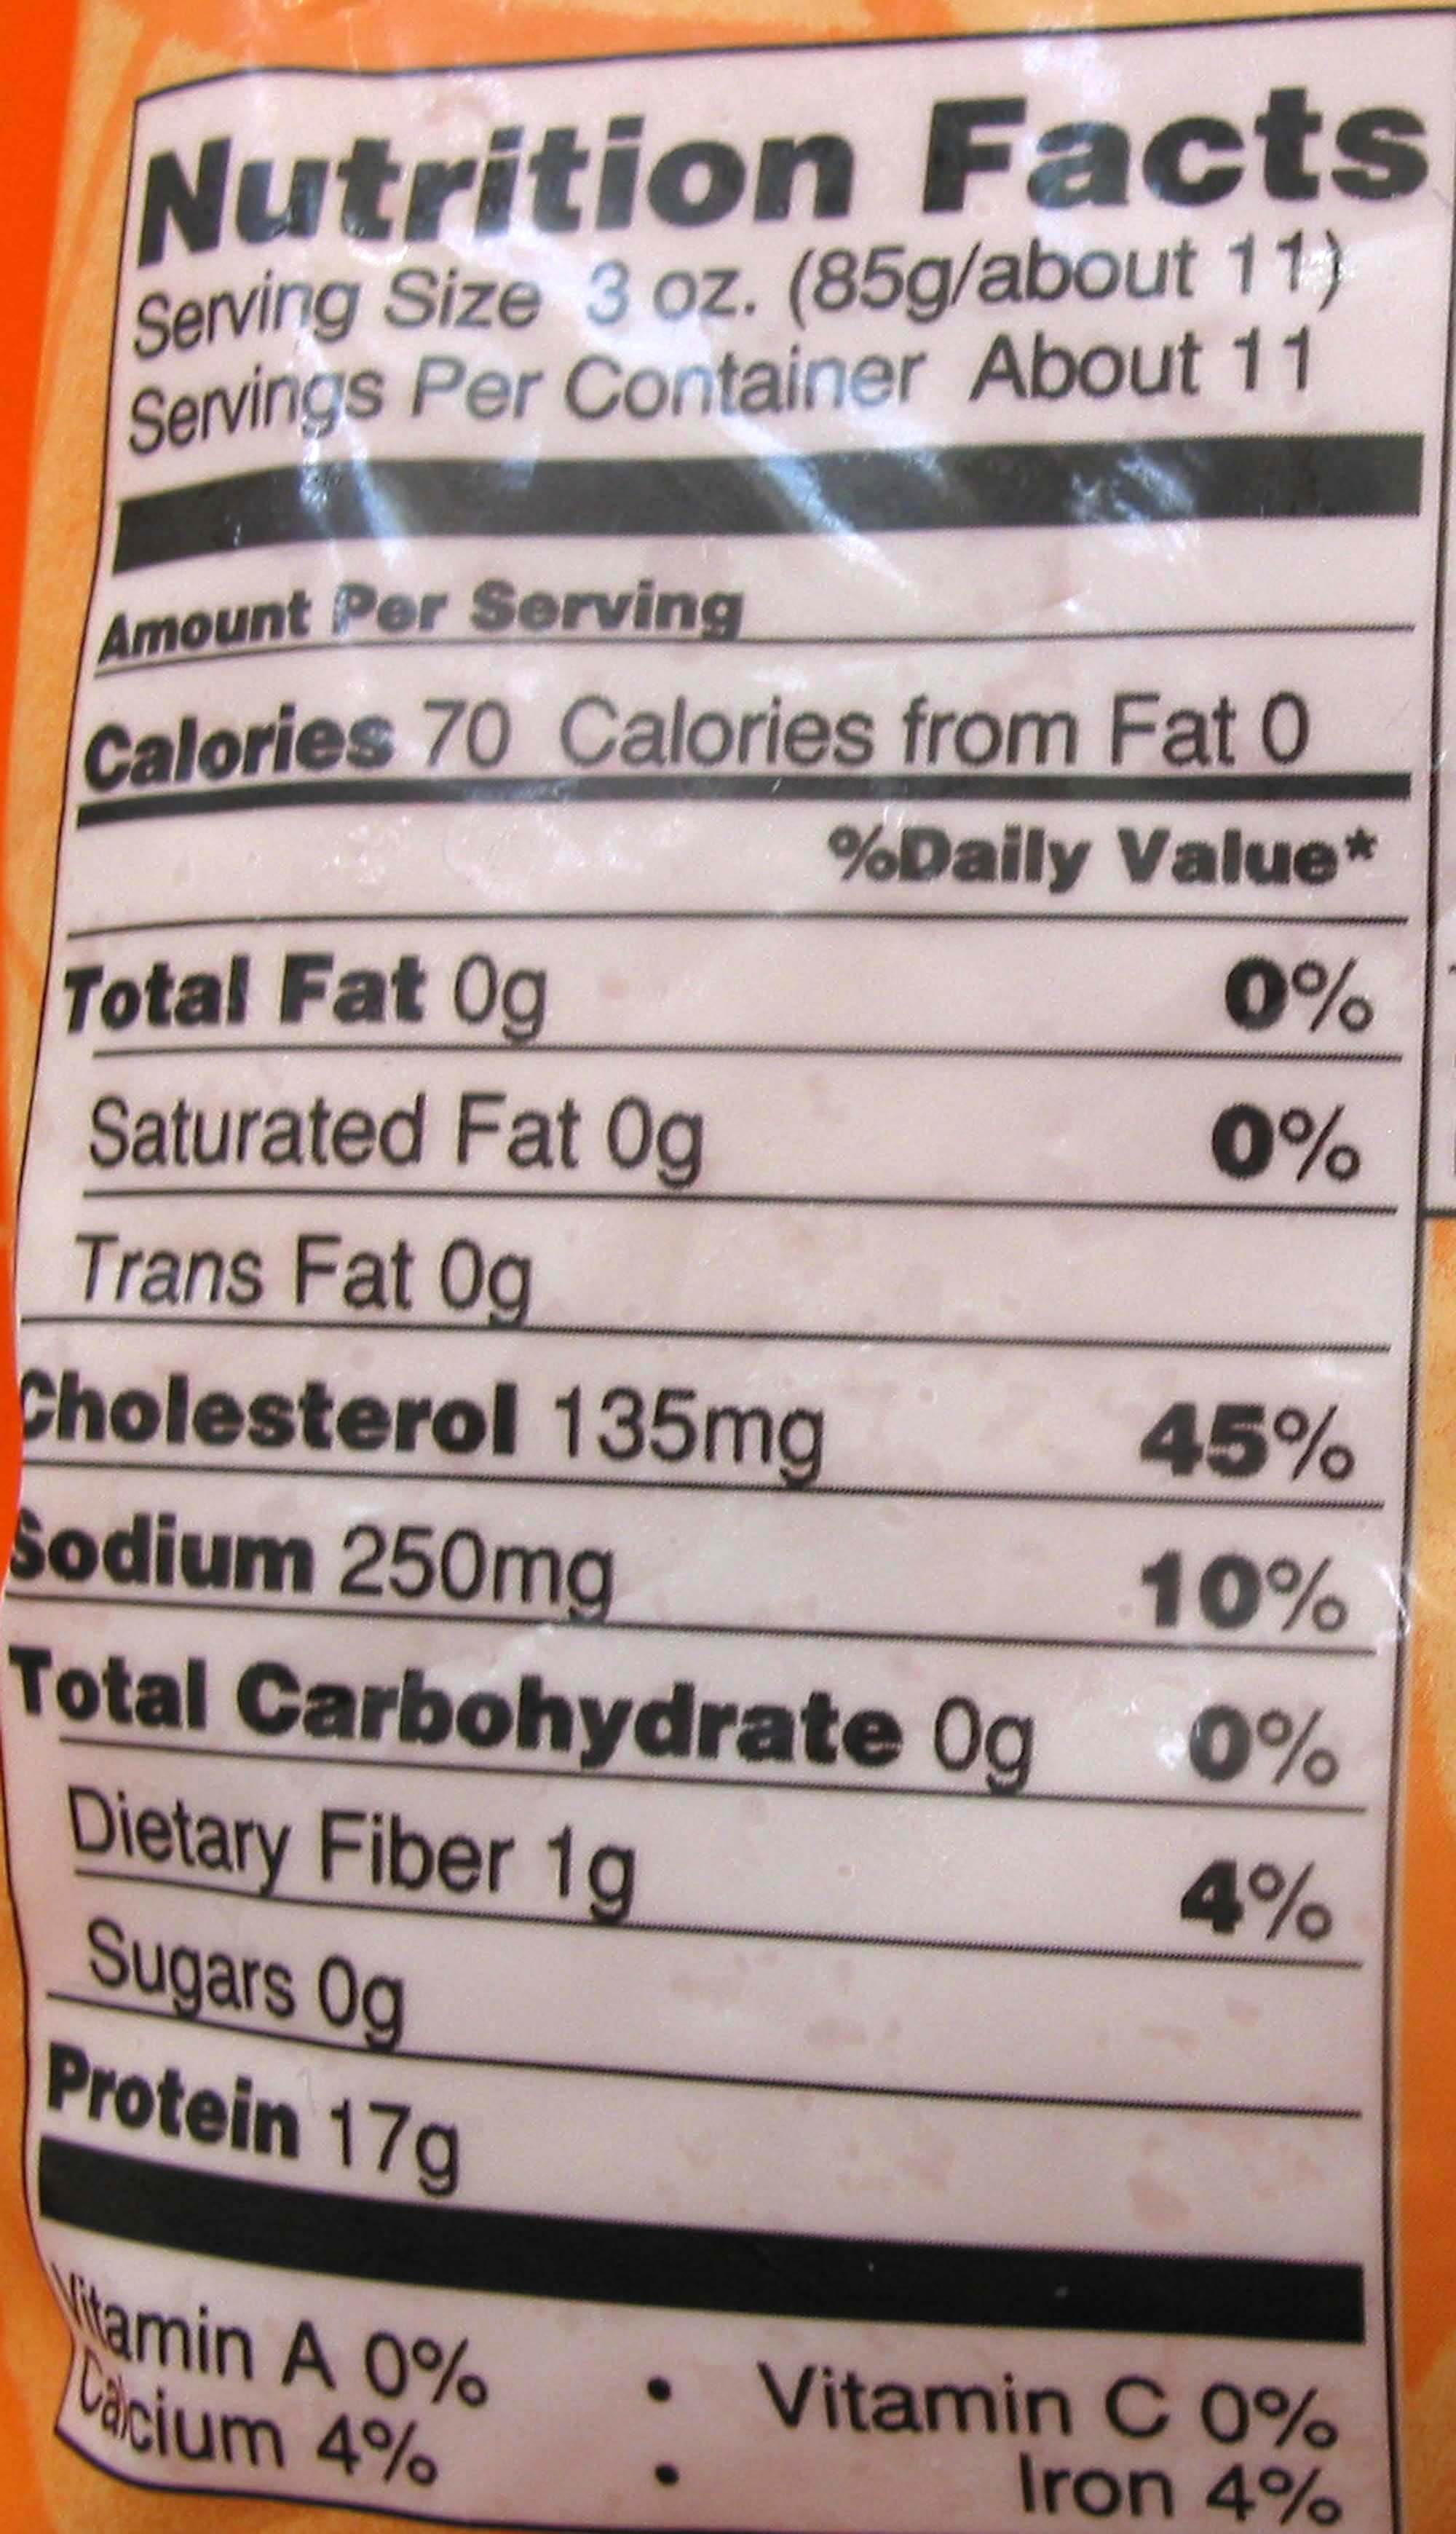 Nutrition Facts
Serving Size 3 oz. (85g/about 11)
Servings Per Container About 11
Amount Per Serving
Calories 70 Calories from Fat 0
%Daily Value*
Total Fat 0g 0%
Saturated Fat 0g 0%
Trans Fat 0g
Cholesterol 135mg 45%
Sodium 250mg 10%
Total Carbohydrate 0g 0%
Dietary Fiber 1g 4%
Sugars 0g
Protein 17g
Vitamin A 0% • Vitamin C 0%
Calcium 4% • Iron 4%